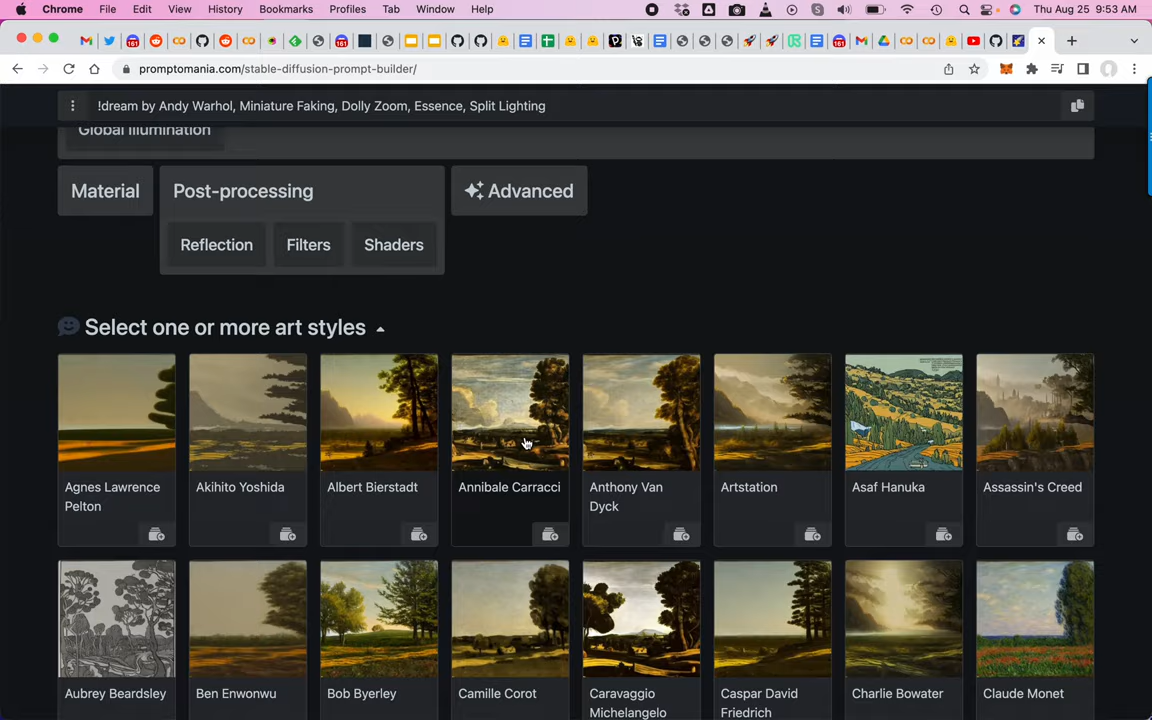 Chrome File Edit View History Bookmarks Profiles Tab Window Help Thu Aug 25 9:53 AM
promptomania.com/stable-diffusion-prompt-builder/
!dream by Andy Warhol, Miniature Faking, Dolly Zoom, Essence, Split Lighting
Global Illumination
Material Post-processing Advanced
Reflection Filters Shaders
Select one or more art styles
Agnes Lawrence Pelton
Akihito Yoshida
Albert Bierstadt
Annibale Carracci
Anthony Van Dyck
Artstation
Asaf Hanuka
Assassin's Creed
Aubrey Beardsley
Ben Enwonwu
Bob Byerley
Camille Corot
Caravaggio Michelangelo
Caspar David Friedrich
Charlie Bowater
Claude Monet